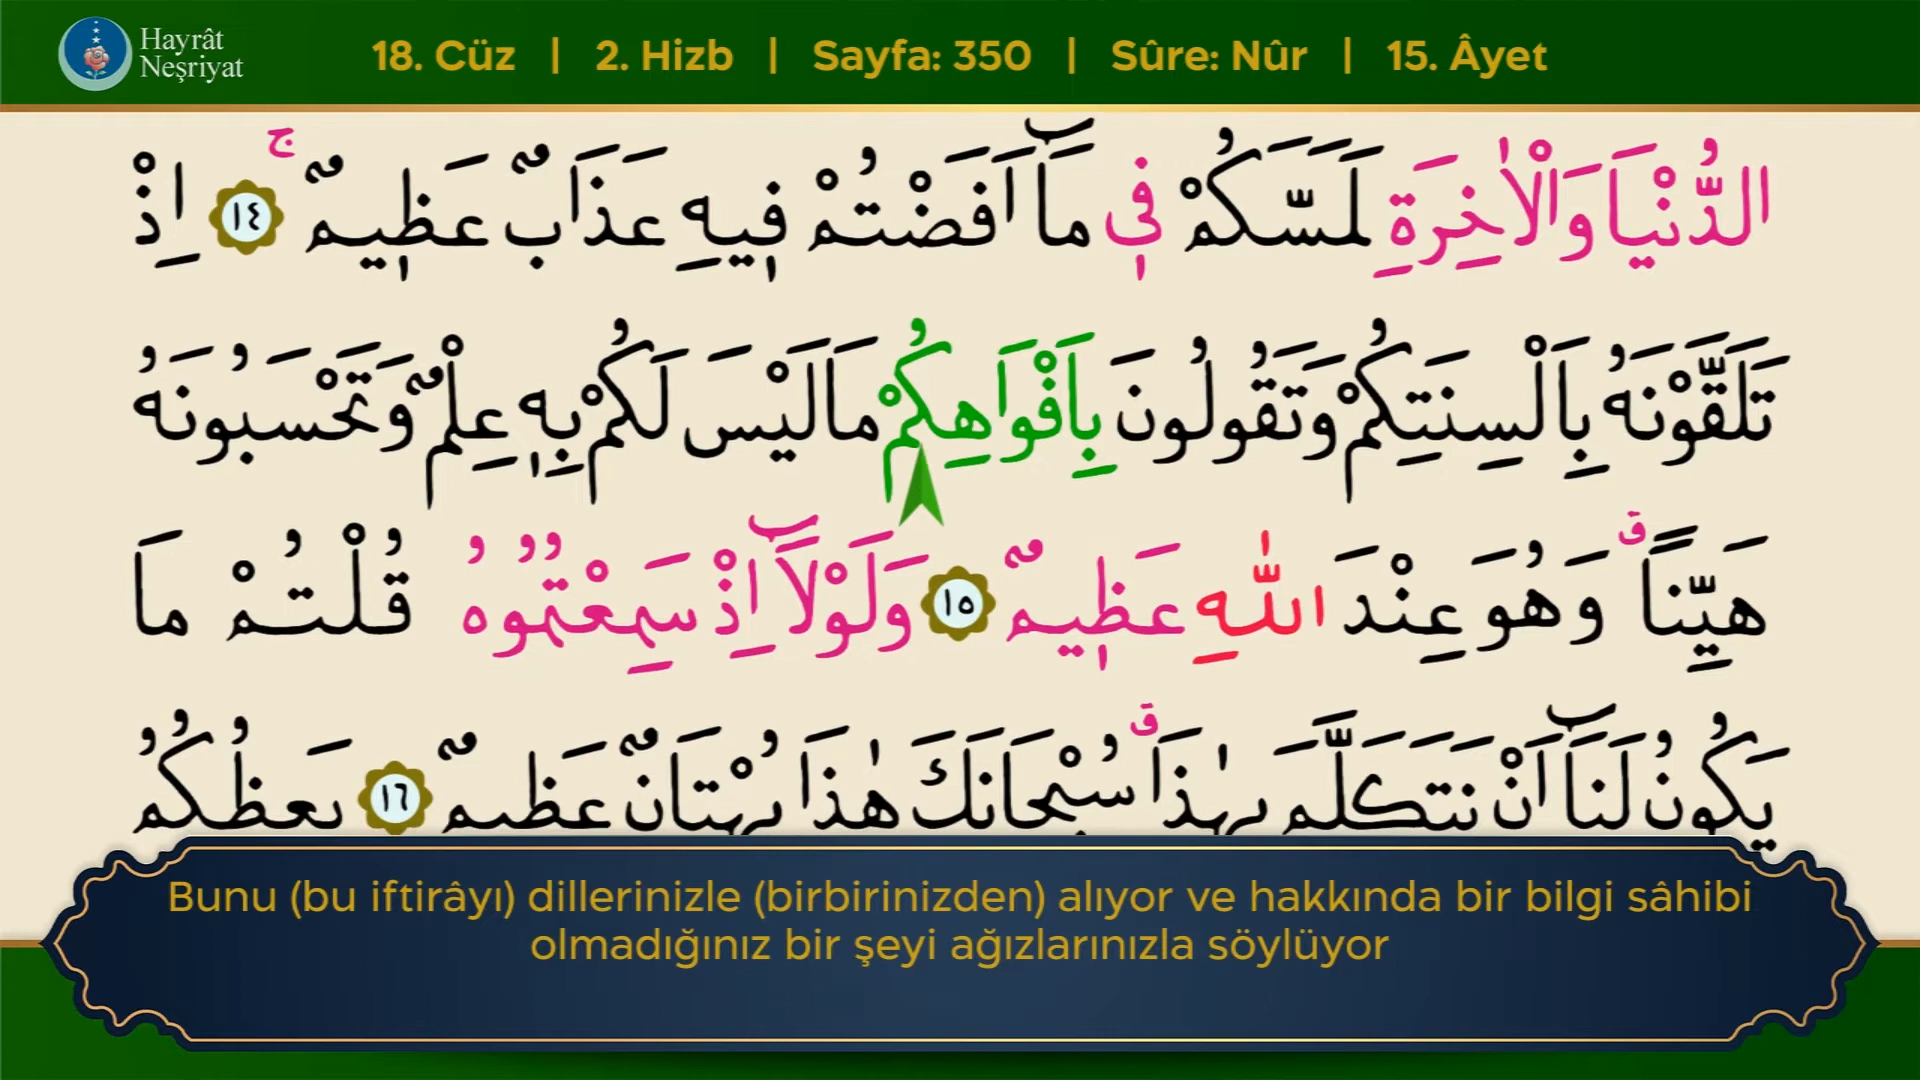 Hayrât
Neşriyat
18. Cüz | 2. Hizb | Sayfa: 350 | Sûre: Nûr | 15. Âyet
الدُّنْيَا وَالْاٰخِرَةِ لَمَسَّكُمْ ف۪ي مَٓا اَفَضْتُمْ ف۪يهِ عَذَابٌ عَظ۪يمٌۚ ﴿١٤﴾ اِذْ
تَلَقَّوْنَهُ بِاَلْسِنَتِكُمْ وَتَقُولُونَ بِاَفْوَاهِكُمْ مَا لَيْسَ لَكُمْ بِه۪ عِلْمٌ وَتَحْسَبُونَهُ
هَيِّنًاۗ وَهُوَ عِنْدَ اللّٰهِ عَظ۪يمٌ ﴿١٥﴾ وَلَوْلَٓا اِذْ سَمِعْتُمُوهُ قُلْتُمْ مَا
يَكُونُ لَنَٓا اَنْ نَتَكَلَّمَ بِهٰذَاۗ سُبْحَانَكَ هٰذَا بُهْتَانٌ عَظ۪يمٌ ﴿١٦﴾ يَعِظُكُمُ
Bunu (bu iftirâyı) dillerinizle (birbirinizden) alıyor ve hakkında bir bilgi sâhibi
olmadığınız bir şeyi ağızlarınızla söylüyor